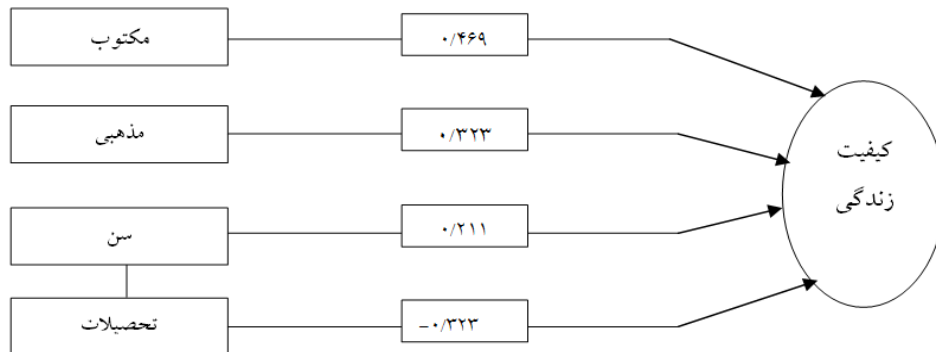 مکتوب
۰/۴۶۹
مذهبی
۰/۳۲۳
کیفیت
زندگی
سن
۰/۲۱۱
تحصیلات
–۰/۳۲۳